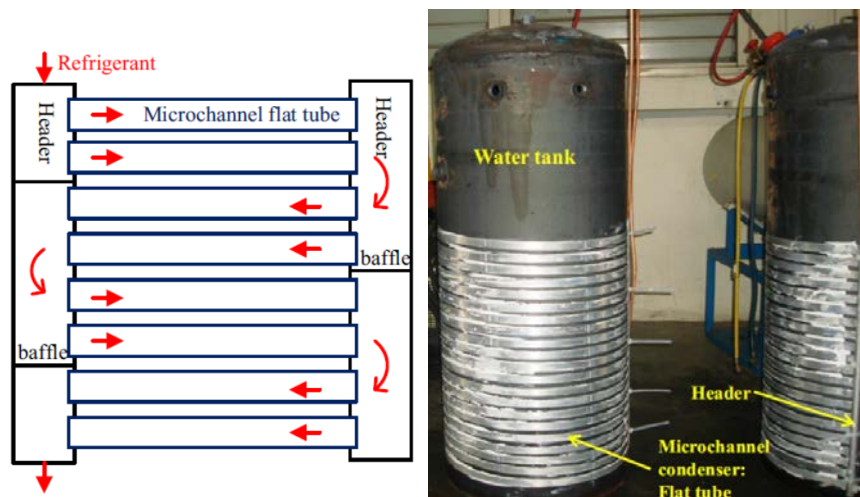 Refrigerant
Header
Microchannel flat tube
Header
baffle
baffle
Water tank
Header
Microchannel
condenser:
Flat tube